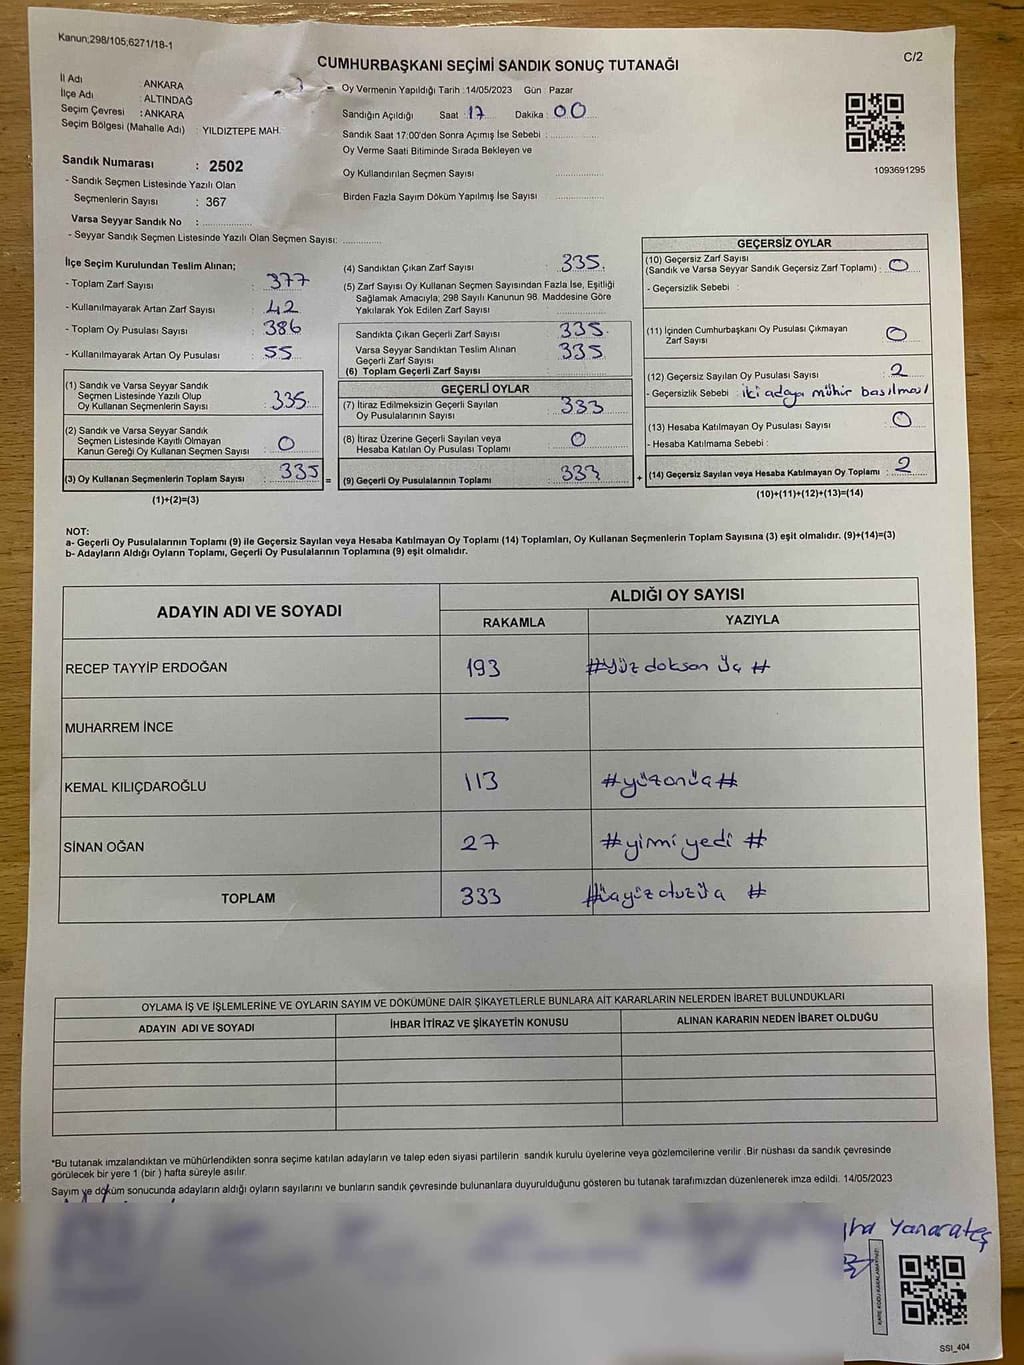 Kanun;298/105;6271/18-1
C/2
CUMHURBAŞKANI SEÇİMİ SANDIK SONUÇ TUTANAĞI
İl Adı : ANKARA
İlçe Adı : ALTINDAĞ
Seçim Çevresi : ANKARA
Seçim Bölgesi (Mahalle Adı) : YILDIZTEPE MAH.
Oy Vermenin Yapıldığı Tarih : 14/05/2023 Gün : Pazar
Sandığın Açıldığı Saat : 17 Dakika : 00
Sandık Saat 17:00'den Sonra Açımış İse Sebebi :
Oy Verme Saati Bitiminde Sırada Bekleyen ve
Oy Kullandırılan Seçmen Sayısı
Birden Fazla Sayım Döküm Yapılmış İse Sayısı
1093691295
Sandık Numarası : 2502
- Sandık Seçmen Listesinde Yazılı Olan
Seçmenlerin Sayısı : 367
Varsa Seyyar Sandık No :
- Seyyar Sandık Seçmen Listesinde Yazılı Olan Seçmen Sayısı:
İlçe Seçim Kurulundan Teslim Alınan;
- Toplam Zarf Sayısı : 377
- Kullanılmayarak Artan Zarf Sayısı : 42
- Toplam Oy Pusulası Sayısı : 386
- Kullanılmayarak Artan Oy Pusulası : 55
(1) Sandık ve Varsa Seyyar Sandık
Seçmen Listesinde Yazılı Olup
Oy Kullanan Seçmenlerin Sayısı : 335
(2) Sandık ve Varsa Seyyar Sandık
Seçmen Listesinde Kayıtlı Olmayan
Kanun Gereği Oy Kullanan Seçmen Sayısı : 0
(3) Oy Kullanan Seçmenlerin Toplam Sayısı : 335
(1)+(2)=(3)
(4) Sandıktan Çıkan Zarf Sayısı : 335
(5) Zarf Sayısı Oy Kullanan Seçmen Sayısından Fazla İse, Eşitliği
Sağlamak Amacıyla; 298 Sayılı Kanunun 98. Maddesine Göre
Yakılarak Yok Edilen Zarf Sayısı
Sandıkta Çıkan Geçerli Zarf Sayısı : 335
Varsa Seyyar Sandıktan Teslim Alınan : 335
Geçerli Zarf Sayısı
(6) Toplam Geçerli Zarf Sayısı
GEÇERLİ OYLAR
(7) İtiraz Edilmeksizin Geçerli Sayılan
Oy Pusulalarının Sayısı : 333
(8) İtiraz Üzerine Geçerli Sayılan veya
Hesaba Katılan Oy Pusulası Toplamı : 0
= (9) Geçerli Oy Pusulalarının Toplamı : 333
GEÇERSİZ OYLAR
(10) Geçersiz Zarf Sayısı
(Sandık ve Varsa Seyyar Sandık Geçersiz Zarf Toplamı) : 0
- Geçersizlik Sebebi :
(11) İçinden Cumhurbaşkanı Oy Pusulası Çıkmayan
Zarf Sayısı : 0
(12) Geçersiz Sayılan Oy Pusulası Sayısı : 2
- Geçersizlik Sebebi : iki adaya mühür basılması
(13) Hesaba Katılmayan Oy Pusulası Sayısı : 0
- Hesaba Katılmama Sebebi :
+ (14) Geçersiz Sayılan veya Hesaba Katılmayan Oy Toplamı : 2
(10)+(11)+(12)+(13)=(14)
NOT:
a- Geçerli Oy Pusulalarının Toplamı (9) ile Geçersiz Sayılan veya Hesaba Katılmayan Oy Toplamı (14) Toplamları, Oy Kullanan Seçmenlerin Toplam Sayısına (3) eşit olmalıdır. (9)+(14)=(3)
b- Adayların Aldığı Oyların Toplamı, Geçerli Oy Pusulalarının Toplamına (9) eşit olmalıdır.
ADAYIN ADI VE SOYADI ALDIĞI OY SAYISI
RAKAMLA YAZIYLA
RECEP TAYYİP ERDOĞAN 193 #Yüz doksan üç #
MUHARREM İNCE —
KEMAL KILIÇDAROĞLU 113 #yüzonüç#
SİNAN OĞAN 27 #yirmi yedi #
TOPLAM 333 #üçyüzotuzüç #
OYLAMA İŞ VE İŞLEMLERİNE VE OYLARIN SAYIM VE DÖKÜMÜNE DAİR ŞİKAYETLERLE BUNLARA AİT KARARLARIN NELERDEN İBARET BULUNDUKLARI
ADAYIN ADI VE SOYADI İHBAR İTİRAZ VE ŞİKAYETİN KONUSU ALINAN KARARIN NEDEN İBARET OLDUĞU
*Bu tutanak imzalandıktan ve mühürlendikten sonra seçime katılan adayların ve talep eden siyasi partilerin sandık kurulu üyelerine veya gözlemcilerine verilir .Bir nüshası da sandık çevresinde
görülecek bir yere 1 (bir ) hafta süreyle asılır.
Sayım ve döküm sonucunda adayların aldığı oyların sayılarını ve bunların sandık çevresinde bulunanlara duyurulduğunu gösteren bu tutanak tarafımızdan düzenlenerek imza edildi. 14/05/2023
Yanarateş
SSI_404